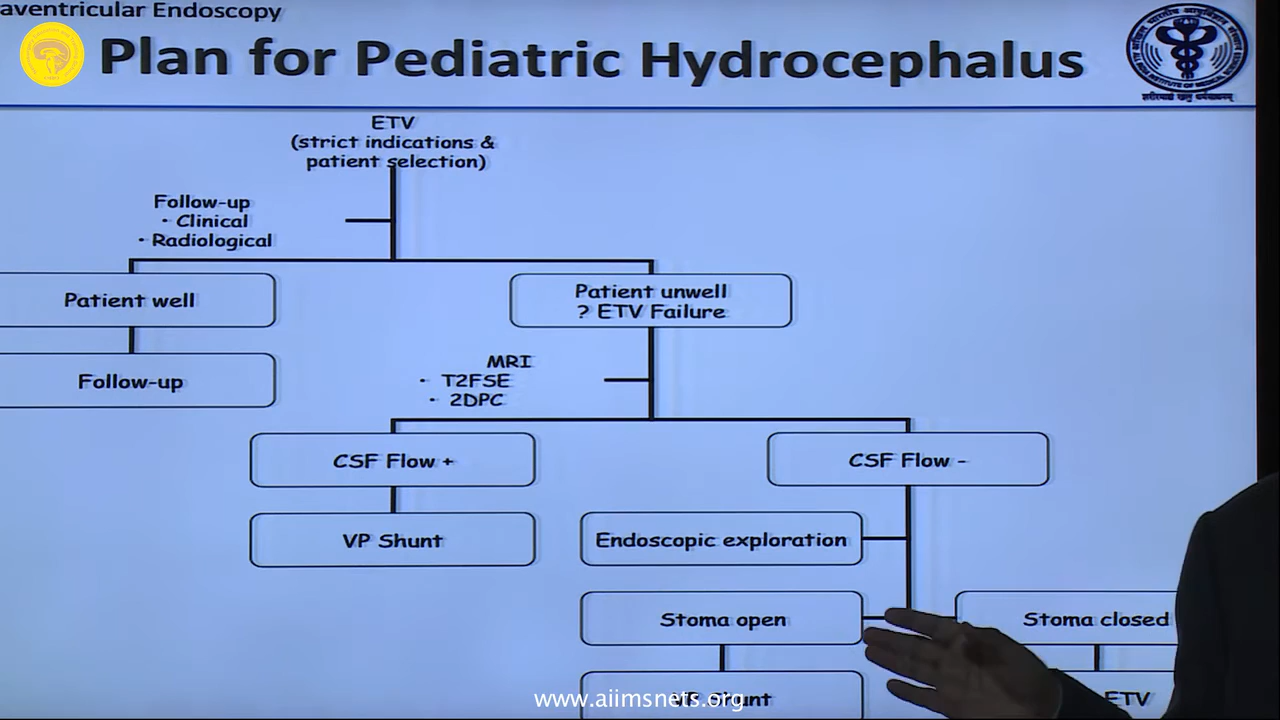 aventricular Endoscopy
Plan for Pediatric Hydrocephalus
ETV
(strict indications &
patient selection)
Follow-up
• Clinical
• Radiological
Patient well
Patient unwell
? ETV Failure
Follow-up
MRI
• T2FSE
• 2DPC
CSF Flow +
CSF Flow -
VP Shunt
Endoscopic exploration
Stoma open
Stoma closed
ETV
www.aiimsnets.org